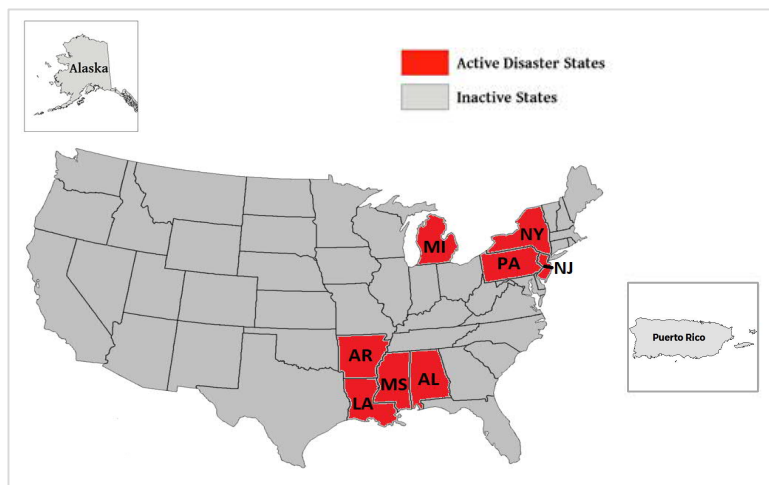 Alaska
Active Disaster States
Inactive States
MI
NY
PA
NJ
AR
MS
AL
LA
Puerto Rico